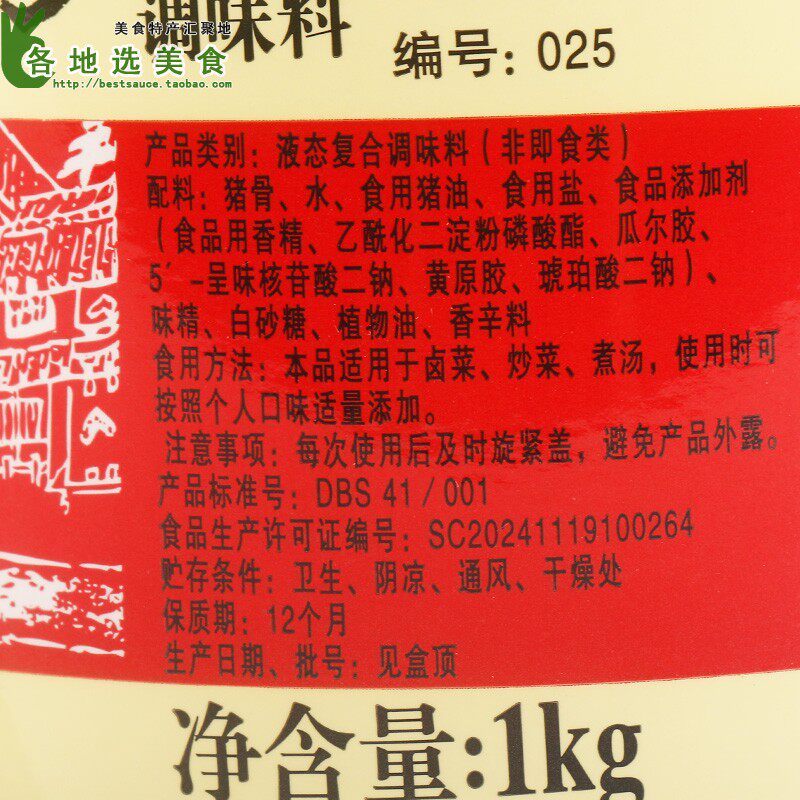 美食特产汇聚地
各地选美食
http://bestsauce.taobao.com
调味料
编号：025
产品类别：液态复合调味料（非即食类）
配料：猪骨、水、食用猪油、食用盐、食品添加剂
（食品用香精、乙酰化二淀粉磷酸酯、瓜尔胶、
5′-呈味核苷酸二钠、黄原胶、琥珀酸二钠）、
味精、白砂糖、植物油、香辛料
食用方法：本品适用于卤菜、炒菜、煮汤，使用时可
按照个人口味适量添加。
注意事项：每次使用后及时旋紧盖，避免产品外露。
产品标准号：DBS 41/001
食品生产许可证编号：SC20241119100264
贮存条件：卫生、阴凉、通风、干燥处
保质期：12个月
生产日期、批号：见盒顶
净含量:1kg